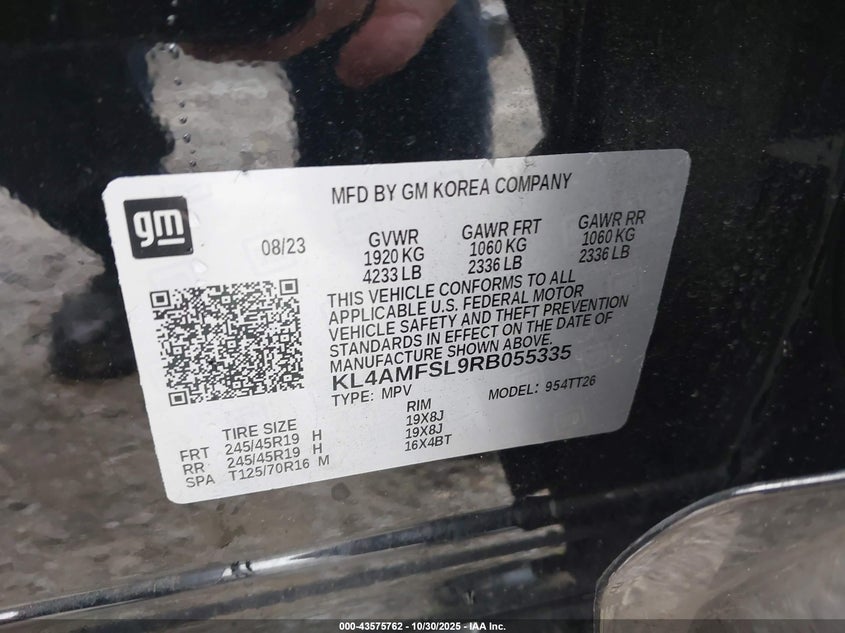 MFD BY GM KOREA COMPANY
gm
08/23
GVWR GAWR FRT GAWR RR
1920 KG 1060 KG 1060 KG
4233 LB 2336 LB 2336 LB
THIS VEHICLE CONFORMS TO ALL
APPLICABLE U.S. FEDERAL MOTOR
VEHICLE SAFETY AND THEFT PREVENTION
STANDARDS IN EFFECT ON THE DATE OF
MANUFACTURE SHOWN ABOVE.
KL4AMFSL9RB055335
TYPE: MPV MODEL: 954TT26
TIRE SIZE RIM
FRT 245/45R19 H 19X8J
RR 245/45R19 H 19X8J
SPA T125/70R16 M 16X4BT
000-43575762 - 10/30/2025 - IAA Inc.